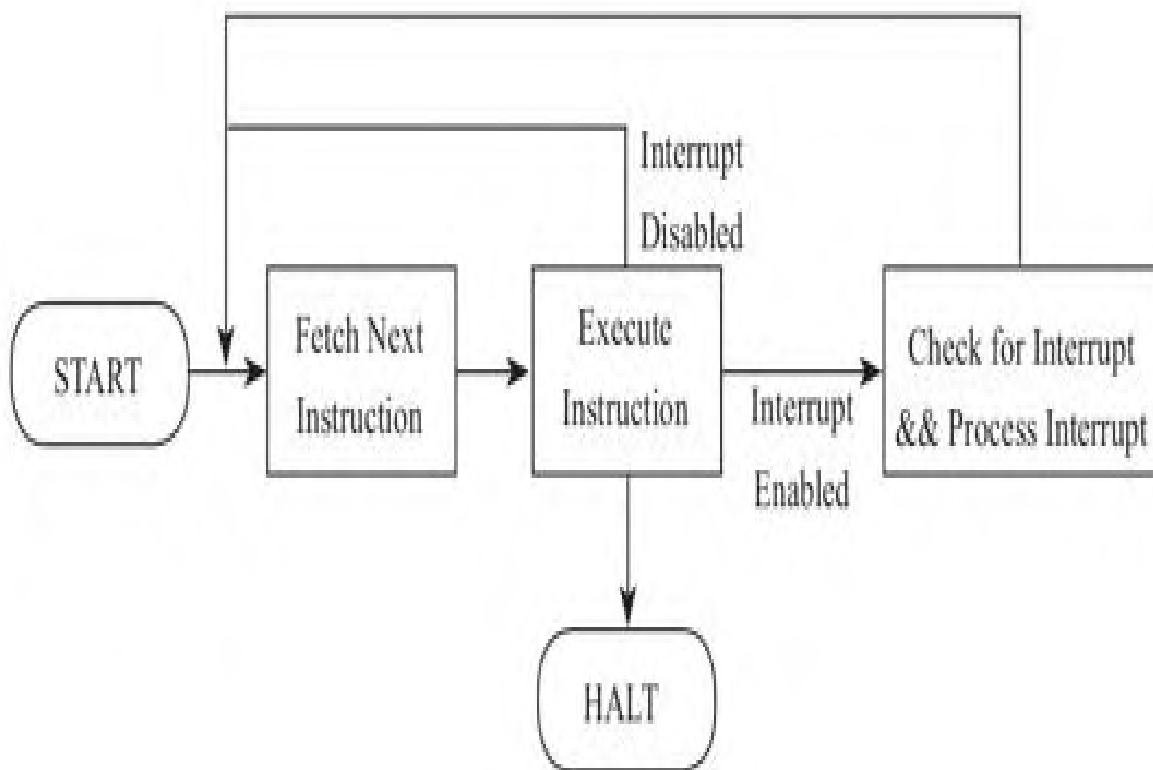 Interrupt
Disabled
START
Fetch Next
Instruction
Execute
Instruction
Interrupt
Enabled
Check for Interrupt
&& Process Interrupt
HALT